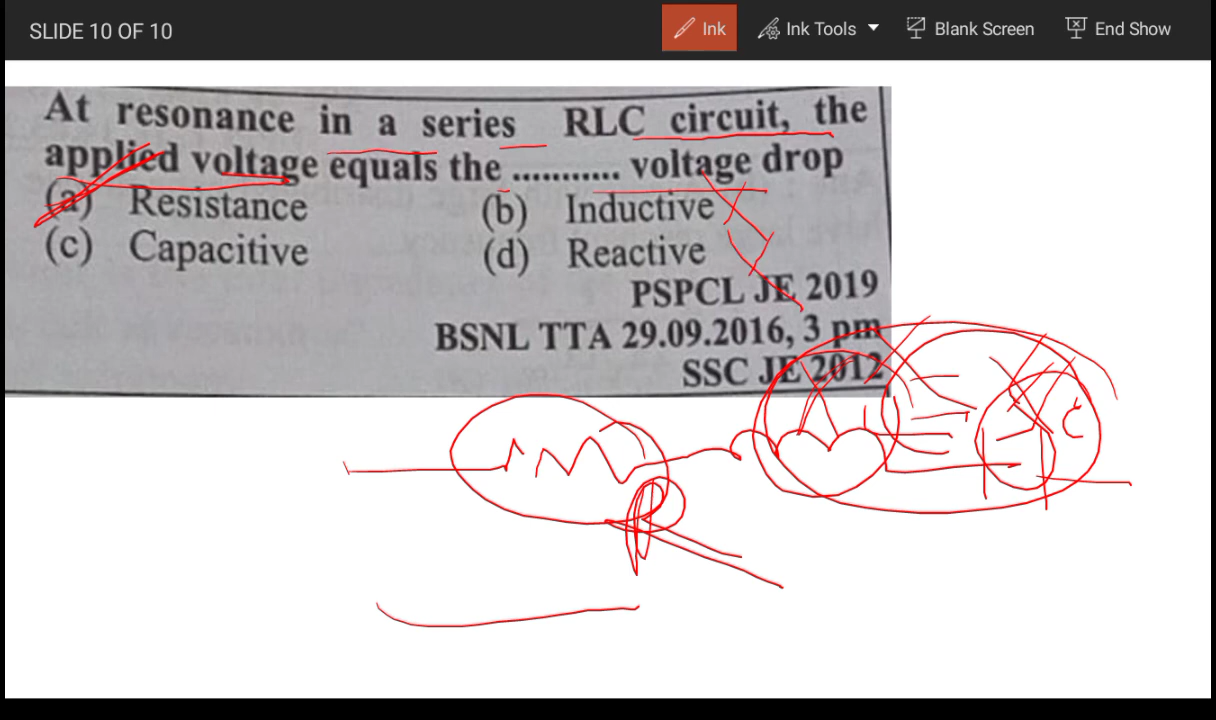 SLIDE 10 OF 10
Ink
Ink Tools
Blank Screen
End Show
At resonance in a series RLC circuit, the
applied voltage equals the ............ voltage drop
(a) Resistance (b) Inductive
(c) Capacitive (d) Reactive
PSPCL JE 2019
BSNL TTA 29.09.2016, 3 pm
SSC JE 2012
R
C